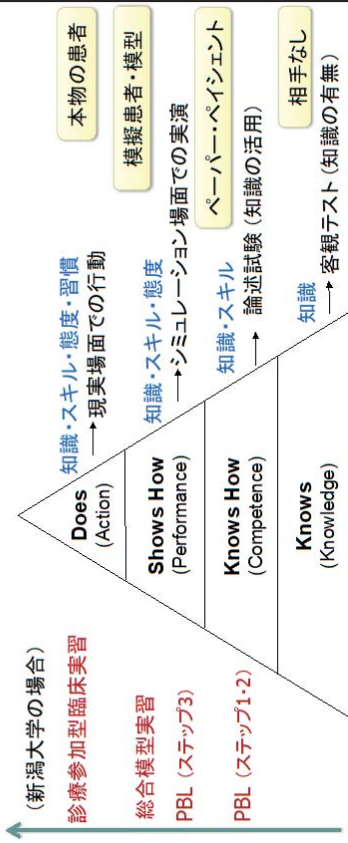 (新潟大学の場合)
診療参加型臨床実習
総合模型実習
PBL (ステップ3)
PBL (ステップ1・2)
Does
(Action)
Shows How
(Performance)
Knows How
(Competence)
Knows
(Knowledge)
知識・スキル・態度・習慣
→現実場面での行動
本物の患者
知識・スキル・態度
→シミュレーション場面での実演
模擬患者・模型
知識・スキル
→ 論述試験 (知識の活用)
ペーパー・ペイシェント
知識
→ 客観テスト (知識の有無)
相手なし